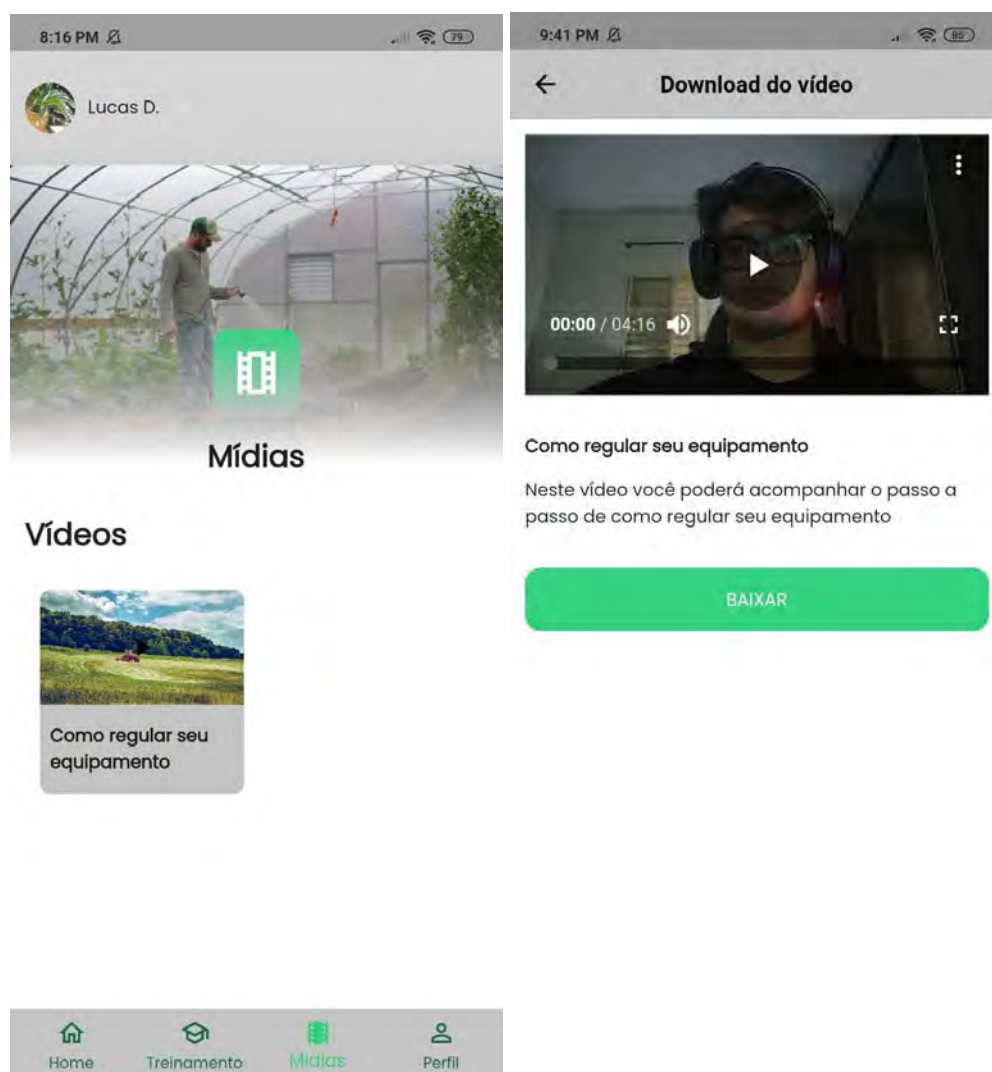 8:16 PM
79
Lucas D.
Mídias
Vídeos
Como regular seu
equipamento
Home
Treinamento
Mídias
Perfil
9:41 PM
85
Download do vídeo
00:00 / 04:16
Como regular seu equipamento
Neste vídeo você poderá acompanhar o passo a
passo de como regular seu equipamento
BAIXAR